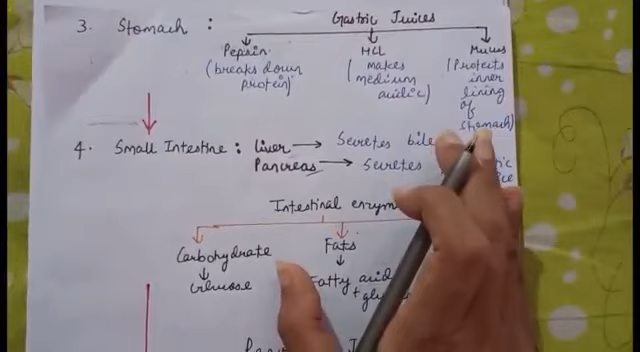 3. Stomach : Gastric Juices
Pepsin HCL Mucus
(breaks down (makes (Protects
protein) medium inner
acidic) lining
of
stomach)
4. Small Intestine : Liver → Secretes bile
Pancreas → Secretes
Intestinal enzym
Carbohydrate Fats
Glucose Fatty acid
+